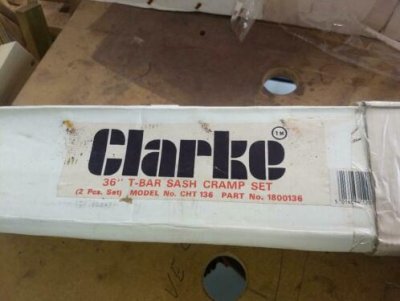 Clarke TM
36" T-BAR SASH CRAMP SET
(2 Pcs. Set) MODEL No. CHT 136 PART No. 1800136